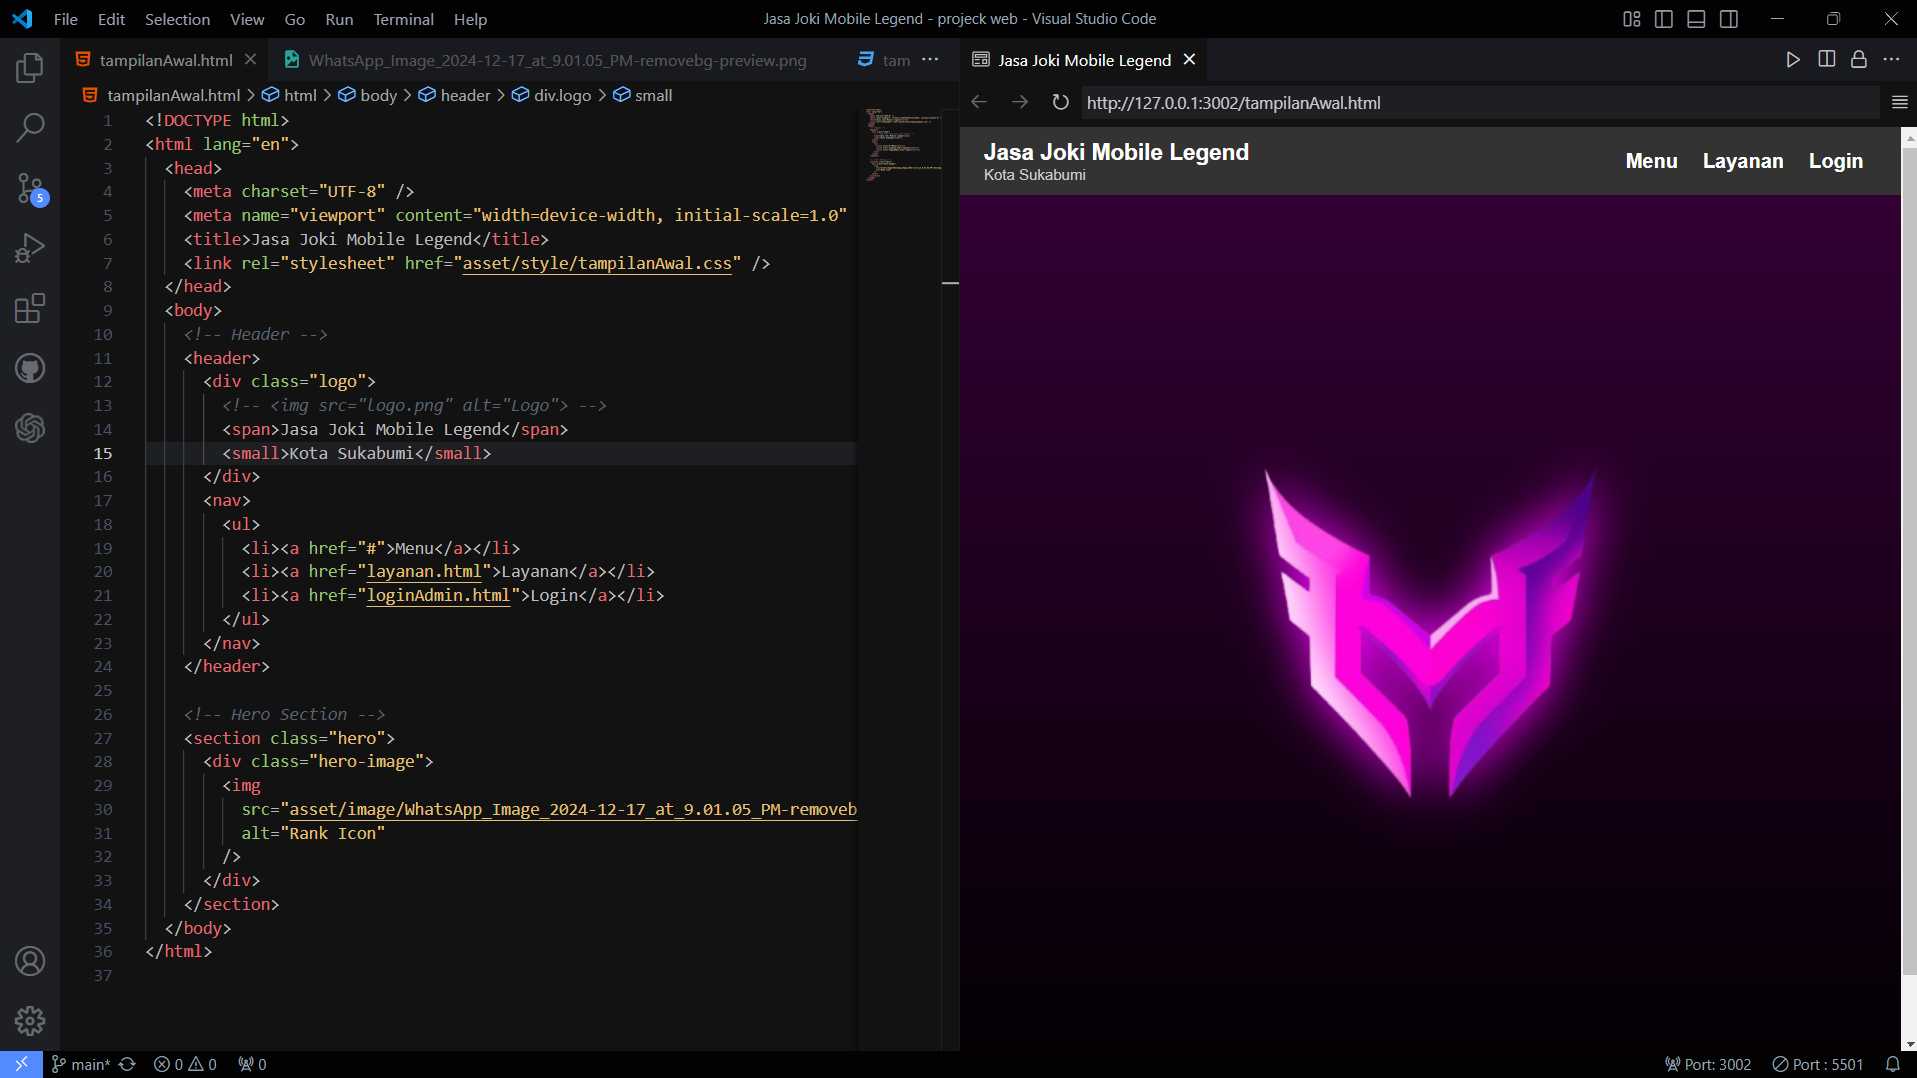 File Edit Selection View Go Run Terminal Help
Jasa Joki Mobile Legend - projeck web - Visual Studio Code
tampilanAwal.html
WhatsApp_Image_2024-12-17_at_9.01.05_PM-removebg-preview.png
tam
tampilanAwal.html > html > body > header > div.logo > small
1 <!DOCTYPE html>
2 <html lang="en">
3 <head>
4 <meta charset="UTF-8" />
5 <meta name="viewport" content="width=device-width, initial-scale=1.0"
6 <title>Jasa Joki Mobile Legend</title>
7 <link rel="stylesheet" href="asset/style/tampilanAwal.css" />
8 </head>
9 <body>
10 <!-- Header -->
11 <header>
12 <div class="logo">
13 <!-- <img src="logo.png" alt="Logo"> -->
14 <span>Jasa Joki Mobile Legend</span>
15 <small>Kota Sukabumi</small>
16 </div>
17 <nav>
18 <ul>
19 <li><a href="#">Menu</a></li>
20 <li><a href="layanan.html">Layanan</a></li>
21 <li><a href="loginAdmin.html">Login</a></li>
22 </ul>
23 </nav>
24 </header>
25
26 <!-- Hero Section -->
27 <section class="hero">
28 <div class="hero-image">
29 <img
30 src="asset/image/WhatsApp_Image_2024-12-17_at_9.01.05_PM-removeb
31 alt="Rank Icon"
32 />
33 </div>
34 </section>
35 </body>
36 </html>
37
Jasa Joki Mobile Legend
http://127.0.0.1:3002/tampilanAwal.html
Jasa Joki Mobile Legend
Kota Sukabumi
Menu Layanan Login
5
main* 0 0 0
Port: 3002 Port : 5501